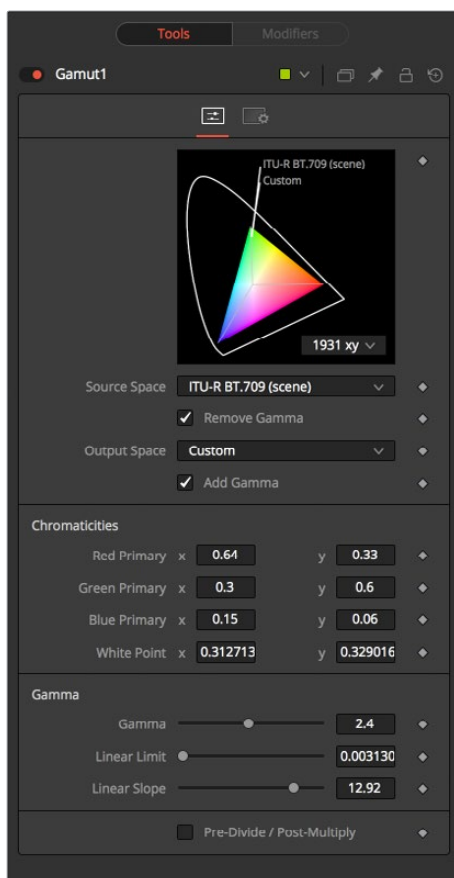 Tools Modifiers
Gamut1
ITU-R BT.709 (scene)
Custom
1931 xy
Source Space ITU-R BT.709 (scene)
Remove Gamma
Output Space Custom
Add Gamma
Chromaticities
Red Primary x 0.64 y 0.33
Green Primary x 0.3 y 0.6
Blue Primary x 0.15 y 0.06
White Point x 0.312713 y 0.329016
Gamma
Gamma 2.4
Linear Limit 0.003130
Linear Slope 12.92
Pre-Divide / Post-Multiply